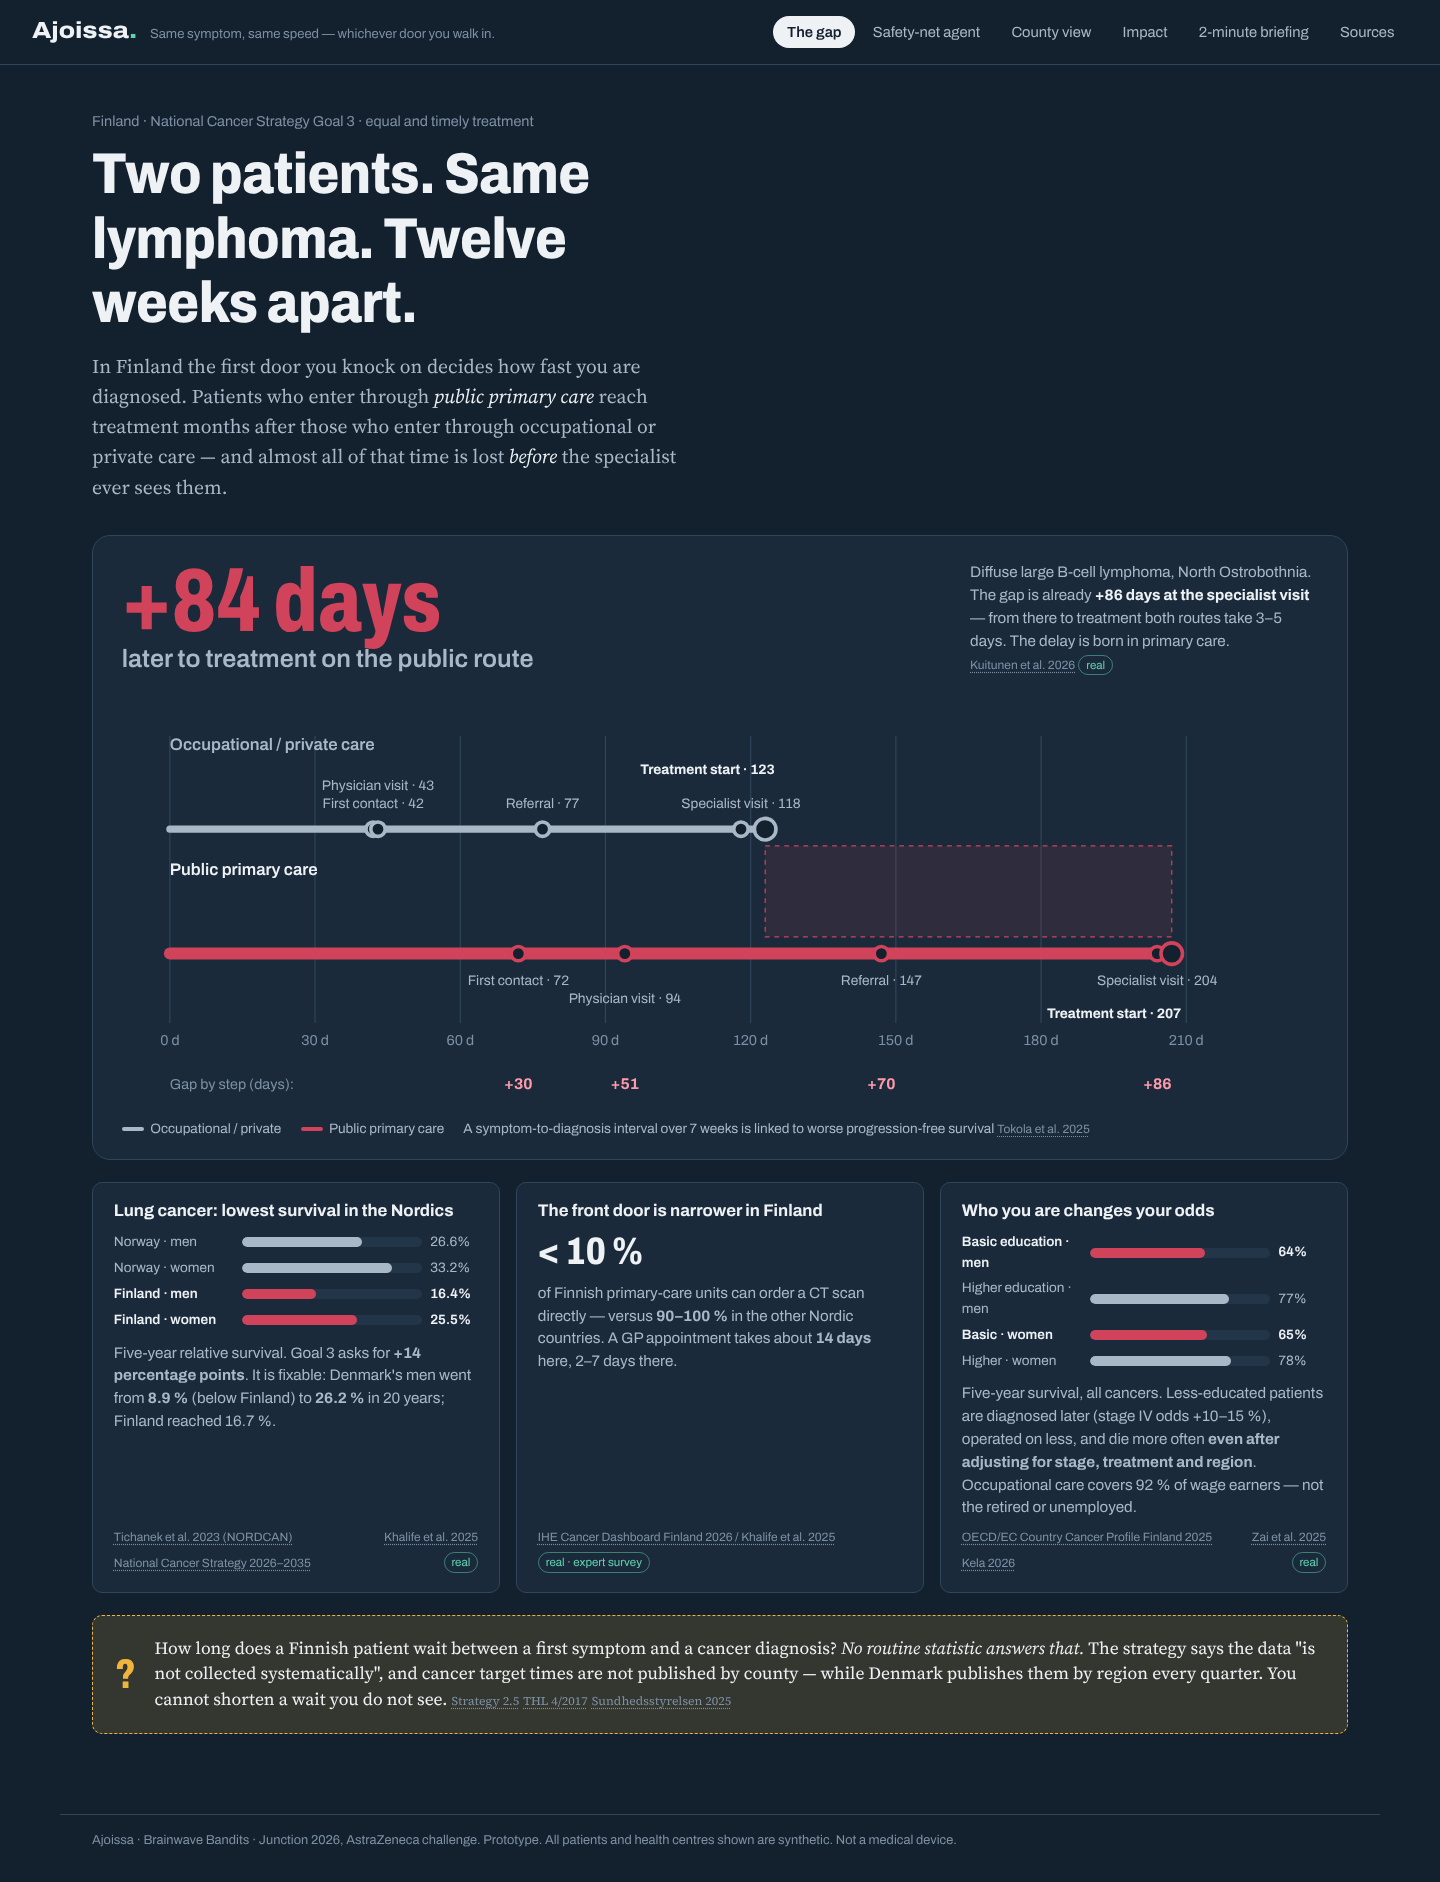 Ajoissa. Same symptom, same speed — whichever door you walk in.
The gap
Safety-net agent
County view
Impact
2-minute briefing
Sources
Finland · National Cancer Strategy Goal 3 · equal and timely treatment
Two patients. Same
lymphoma. Twelve
weeks apart.
In Finland the first door you knock on decides how fast you are
diagnosed. Patients who enter through public primary care reach
treatment months after those who enter through occupational or
private care — and almost all of that time is lost before the specialist
ever sees them.
+84 days
later to treatment on the public route
Diffuse large B-cell lymphoma, North Ostrobothnia.
The gap is already +86 days at the specialist visit
— from there to treatment both routes take 3–5
days. The delay is born in primary care.
Kuitunen et al. 2026 real
Occupational / private care
Treatment start · 123
Physician visit · 43
First contact · 42
Referral · 77
Specialist visit · 118
Public primary care
First contact · 72
Physician visit · 94
Referral · 147
Specialist visit · 204
Treatment start · 207
0 d 30 d 60 d 90 d 120 d 150 d 180 d 210 d
Gap by step (days): +30 +51 +70 +86
Occupational / private Public primary care A symptom-to-diagnosis interval over 7 weeks is linked to worse progression-free survival Tokola et al. 2025
Lung cancer: lowest survival in the Nordics
Norway · men 26.6%
Norway · women 33.2%
Finland · men 16.4%
Finland · women 25.5%
Five-year relative survival. Goal 3 asks for +14
percentage points. It is fixable: Denmark's men went
from 8.9 % (below Finland) to 26.2 % in 20 years;
Finland reached 16.7 %.
Tichanek et al. 2023 (NORDCAN) Khalife et al. 2025
National Cancer Strategy 2026–2035 real
The front door is narrower in Finland
< 10 %
of Finnish primary-care units can order a CT scan
directly — versus 90–100 % in the other Nordic
countries. A GP appointment takes about 14 days
here, 2–7 days there.
IHE Cancer Dashboard Finland 2026 / Khalife et al. 2025
real · expert survey
Who you are changes your odds
Basic education ·
men 64%
Higher education ·
men 77%
Basic · women 65%
Higher · women 78%
Five-year survival, all cancers. Less-educated patients
are diagnosed later (stage IV odds +10–15 %),
operated on less, and die more often even after
adjusting for stage, treatment and region.
Occupational care covers 92 % of wage earners — not
the retired or unemployed.
OECD/EC Country Cancer Profile Finland 2025 Zai et al. 2025
Kela 2026 real
?
How long does a Finnish patient wait between a first symptom and a cancer diagnosis? No routine statistic answers that. The strategy says the data "is
not collected systematically", and cancer target times are not published by county — while Denmark publishes them by region every quarter. You
cannot shorten a wait you do not see. Strategy 2.5 THL 4/2017 Sundhedsstyrelsen 2025
Ajoissa · Brainwave Bandits · Junction 2026, AstraZeneca challenge. Prototype. All patients and health centres shown are synthetic. Not a medical device.